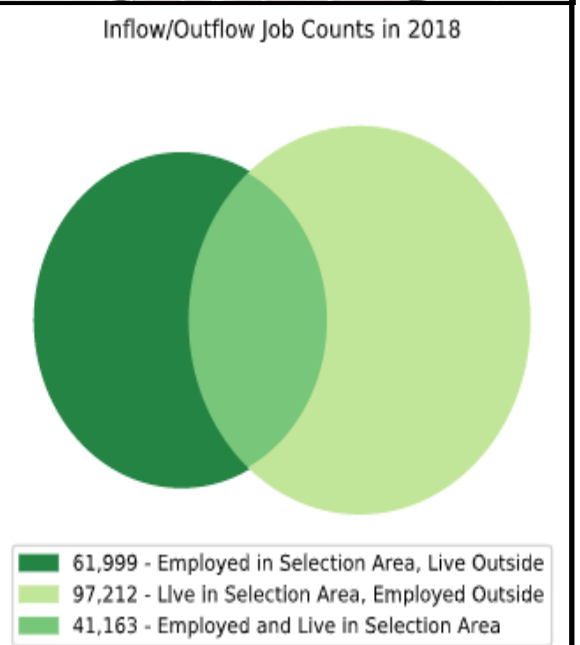 Inflow/Outflow Job Counts in 2018
61,999 - Employed in Selection Area, Live Outside
97,212 - LIve in Selection Area, Employed Outside
41,163 - Employed and Live in Selection Area